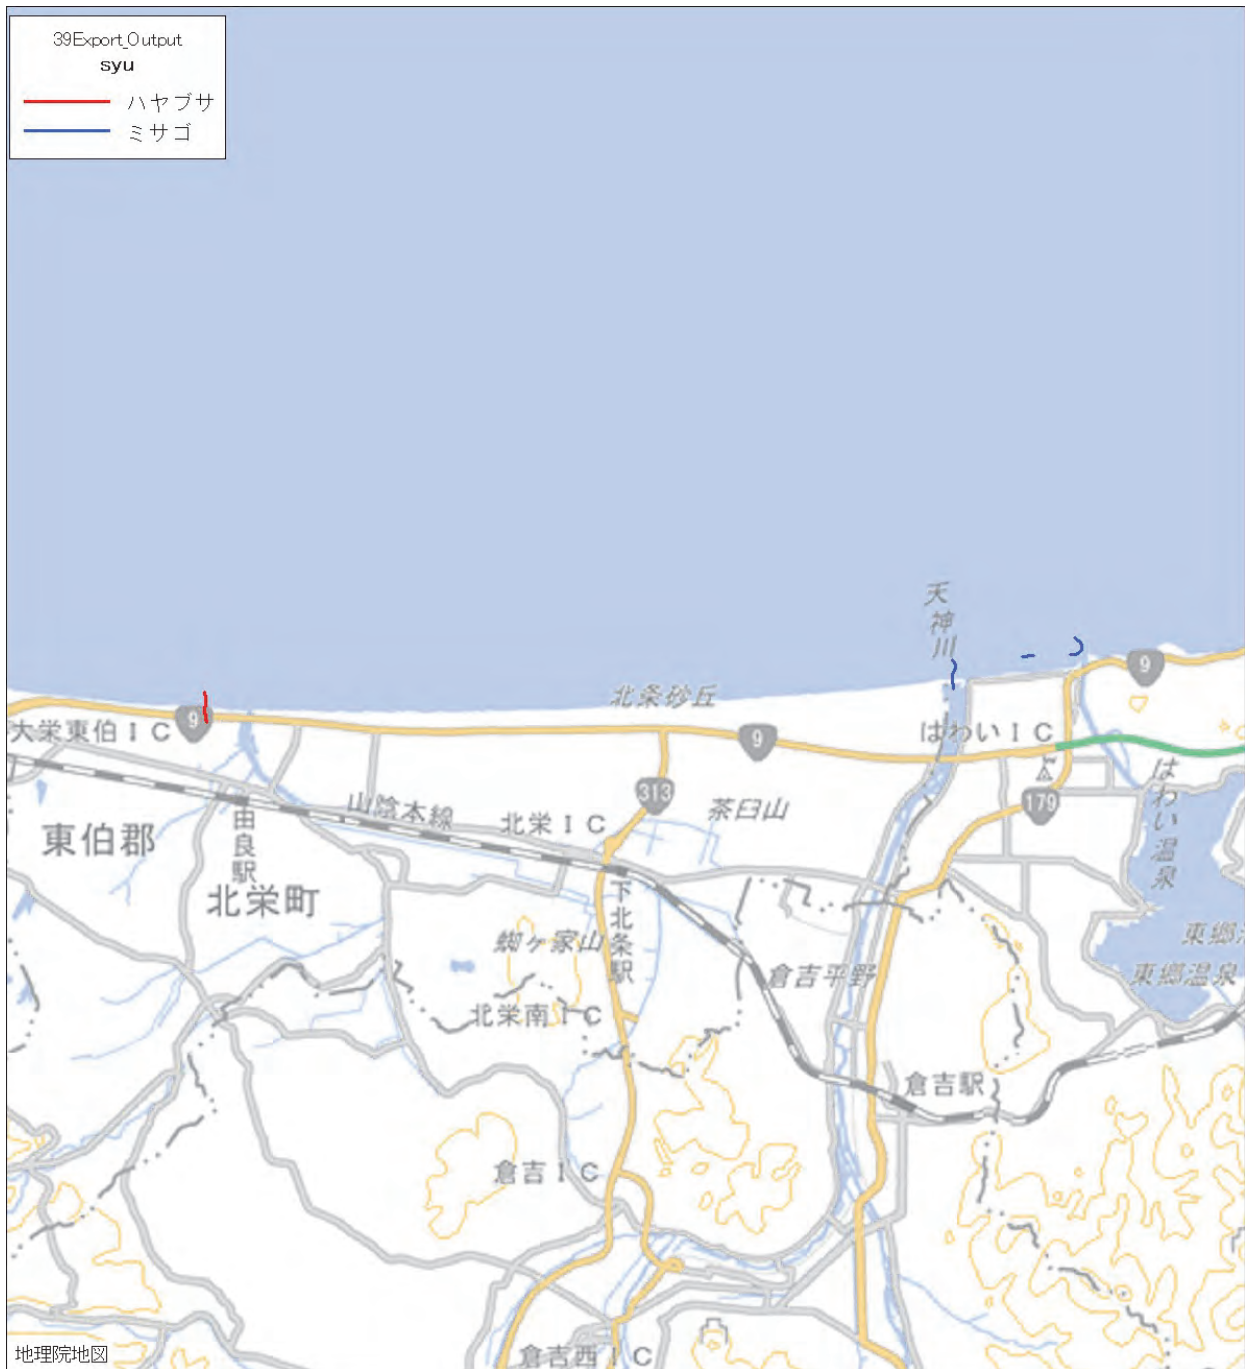 39Export_Output
syu
ハヤブサ
ミサゴ
天神川
北条砂丘
9
9
大栄東伯IC
9
はわいIC
313
179
茶臼山
山陰本線
北栄IC
はわい温泉
東伯郡
由良駅
北栄町
下北条駅
蜘ヶ家山
倉吉平野
東郷
東郷温泉
北栄南IC
倉吉駅
倉吉IC
倉吉西IC
地理院地図